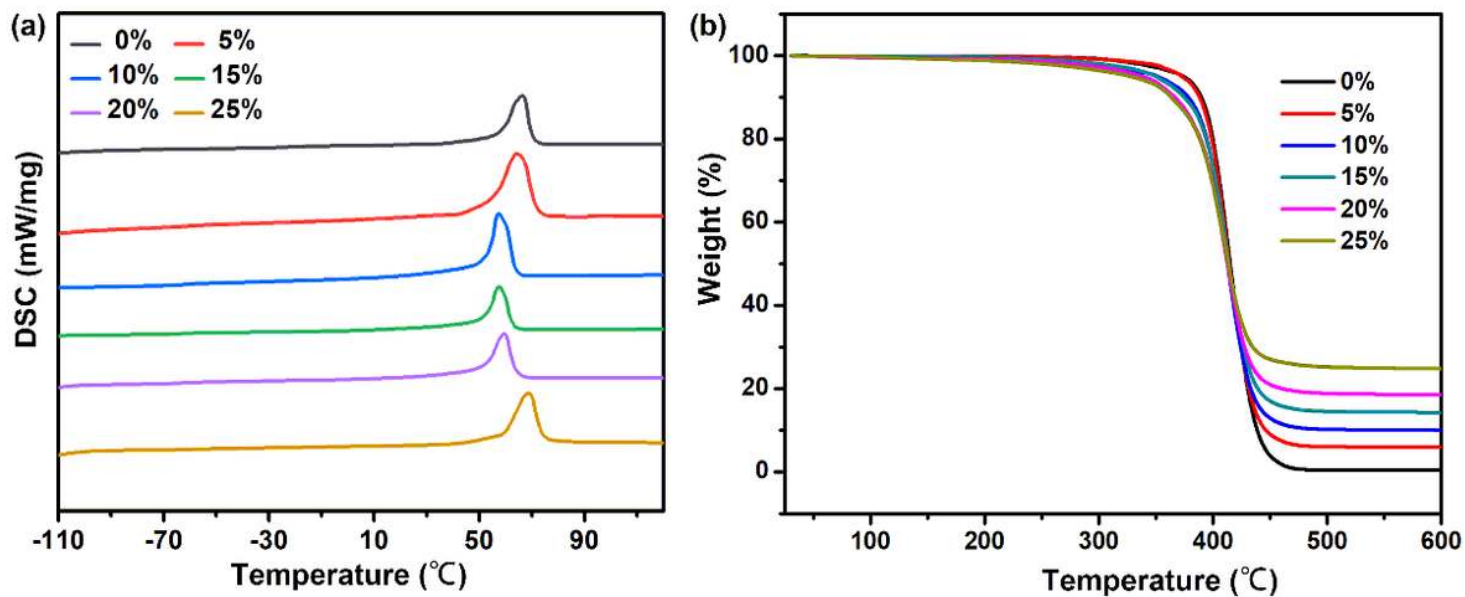 (a)
0% 5%
10% 15%
20% 25%
DSC (mW/mg)
-110 -70 -30 10 50 90
Temperature (℃)
(b)
100
80
60
40
20
0
Weight (%)
0%
5%
10%
15%
20%
25%
100 200 300 400 500 600
Temperature (℃)